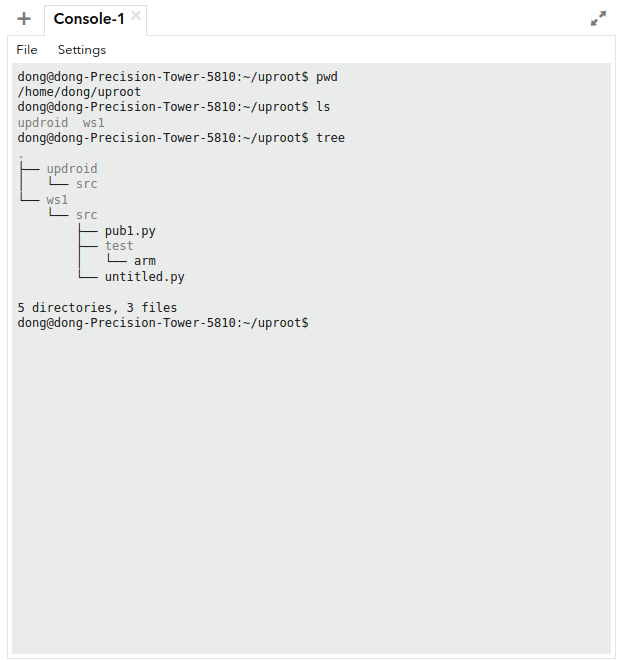 + Console-1 ×
File Settings
dong@dong-Precision-Tower-5810:~/uproot$ pwd
/home/dong/uproot
dong@dong-Precision-Tower-5810:~/uproot$ ls
updroid  ws1
dong@dong-Precision-Tower-5810:~/uproot$ tree
.
├── updroid
│   └── src
└── ws1
    └── src
        ├── pub1.py
        ├── test
        │   └── arm
        └── untitled.py

5 directories, 3 files
dong@dong-Precision-Tower-5810:~/uproot$